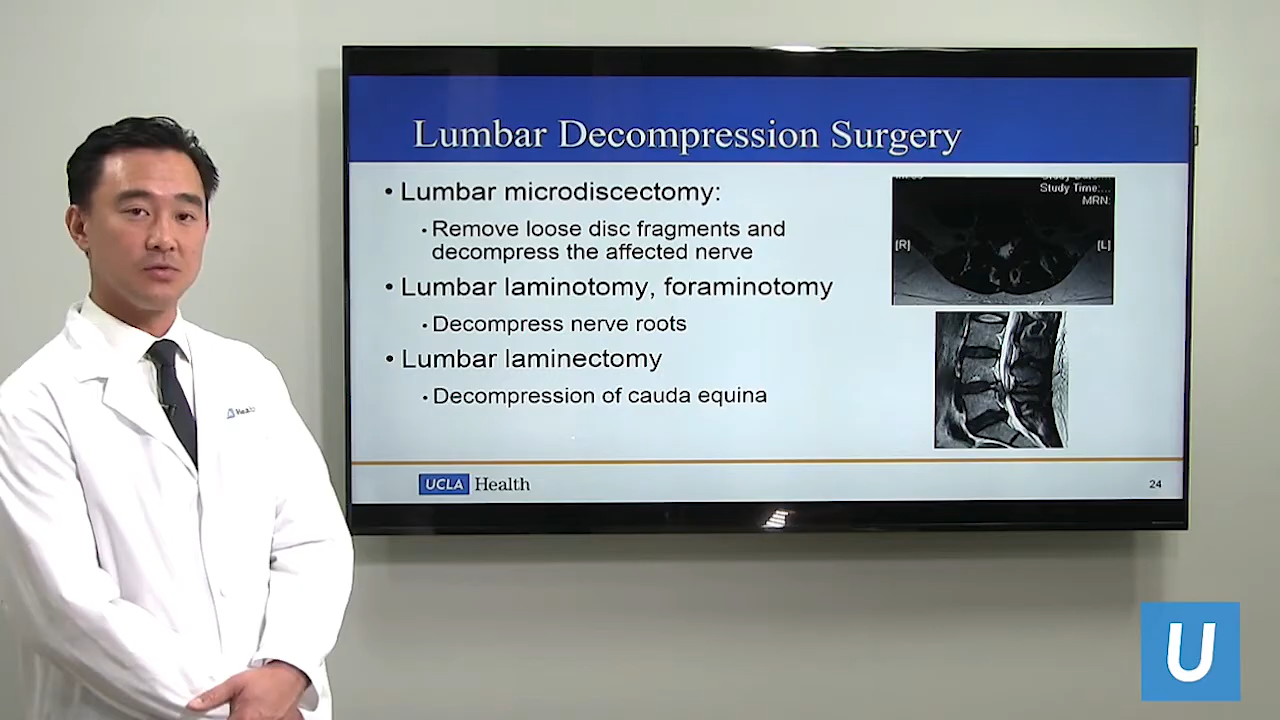 Lumbar Decompression Surgery
• Lumbar microdiscectomy:
• Remove loose disc fragments and
decompress the affected nerve
• Lumbar laminotomy, foraminotomy
• Decompress nerve roots
• Lumbar laminectomy
• Decompression of cauda equina
Study Time:...
MRN:
[R]
[L]
UCLA Health
24
Health
U